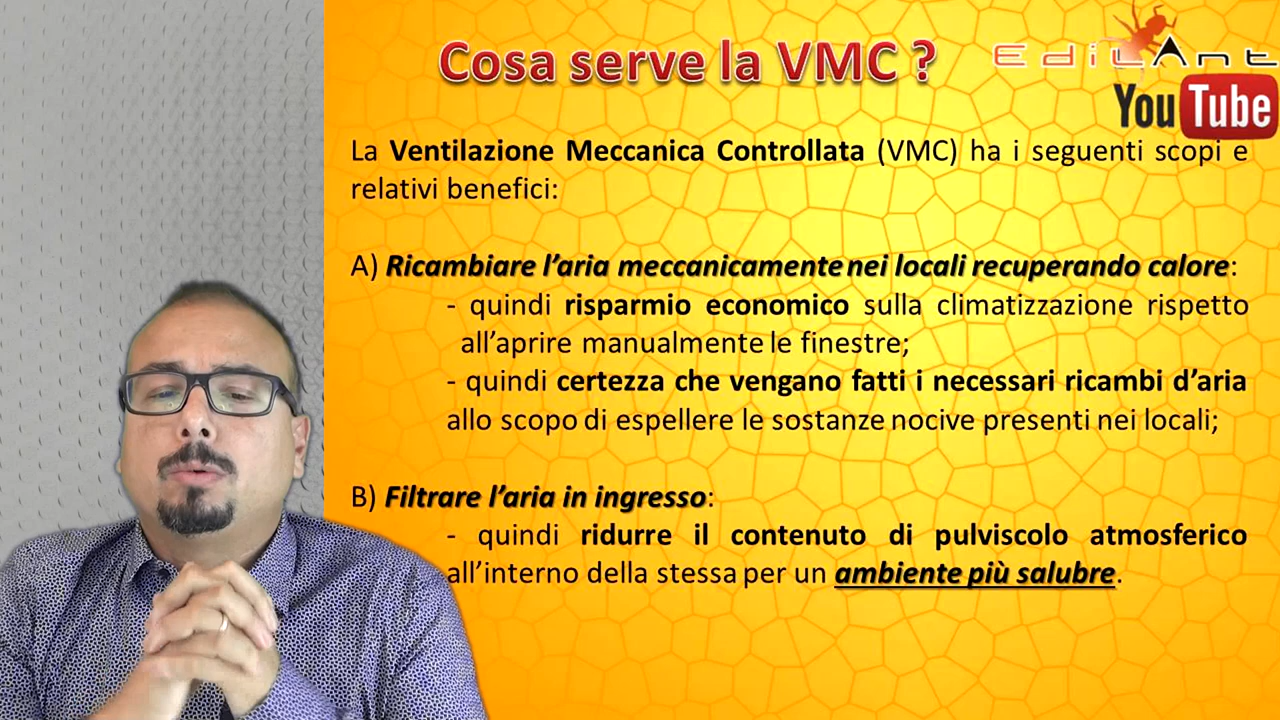 Cosa serve la VMC ?
EdilAnt
YouTube
La Ventilazione Meccanica Controllata (VMC) ha i seguenti scopi e
relativi benefici:
A) Ricambiare l’aria meccanicamente nei locali recuperando calore:
- quindi risparmio economico sulla climatizzazione rispetto
all’aprire manualmente le finestre;
- quindi certezza che vengano fatti i necessari ricambi d’aria
allo scopo di espellere le sostanze nocive presenti nei locali;
B) Filtrare l’aria in ingresso:
- quindi ridurre il contenuto di pulviscolo atmosferico
all’interno della stessa per un ambiente più salubre.